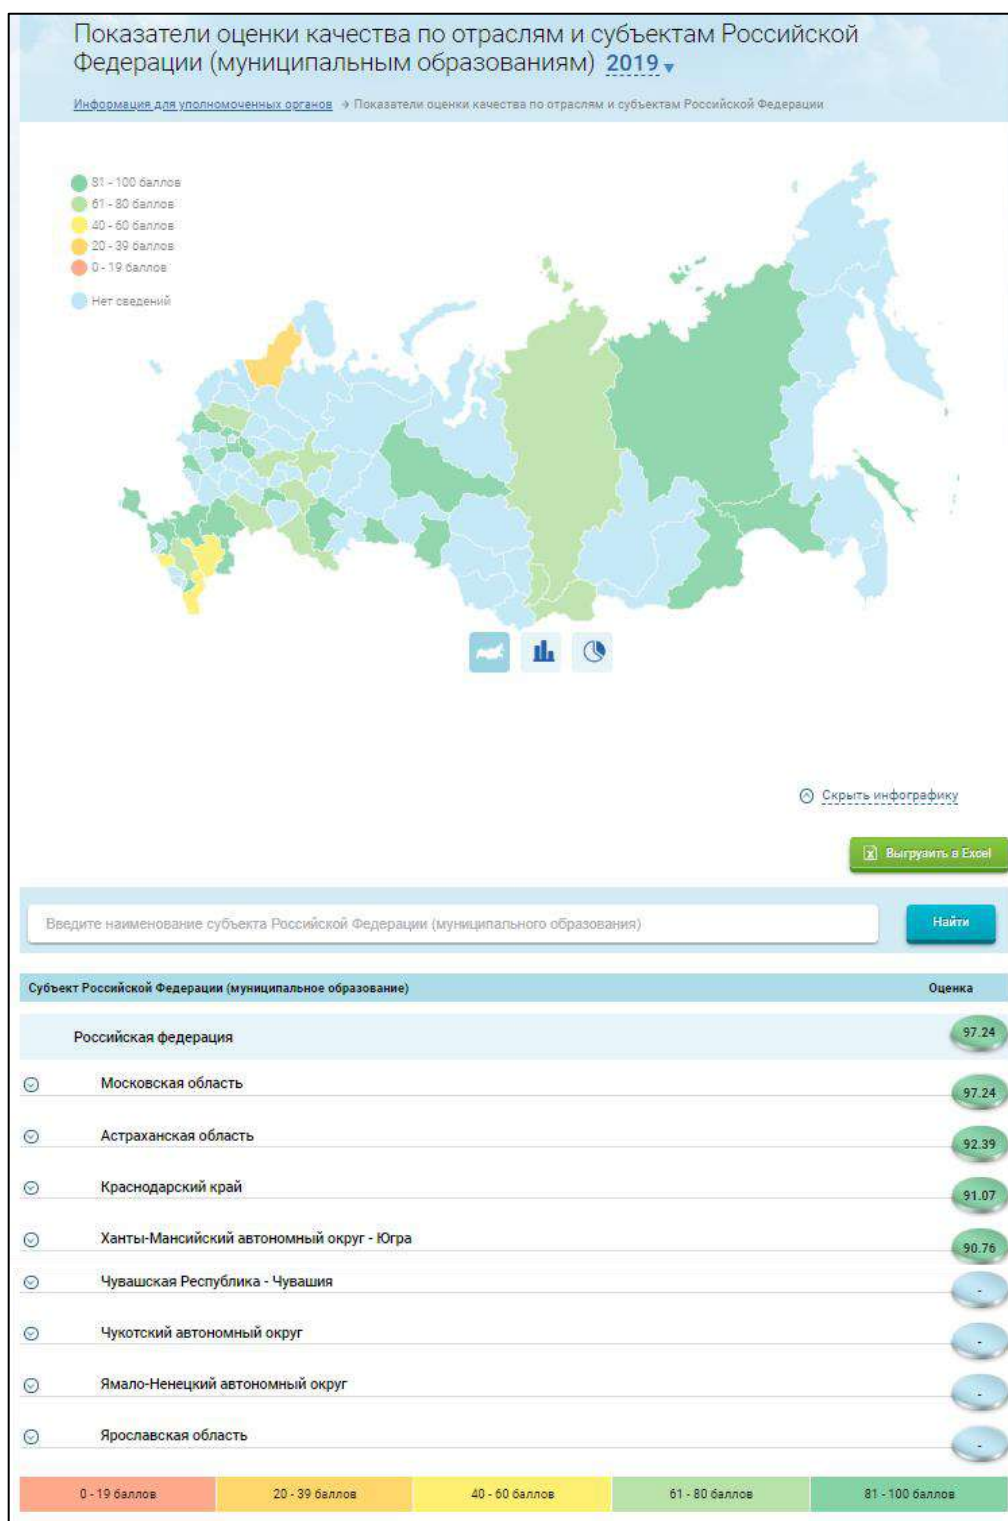 Показатели оценки качества по отраслям и субъектам Российской
Федерации (муниципальным образованиям) 2019
Информация для уполномоченных органов → Показатели оценки качества по отраслям и субъектам Российской Федерации
81 - 100 баллов
61 - 80 баллов
40 - 60 баллов
20 - 39 баллов
0 - 19 баллов
Нет сведений
Скрыть инфографику
Выгрузить в Excel
Введите наименование субъекта Российской Федерации (муниципального образования) Найти
Субъект Российской Федерации (муниципальное образование) Оценка
Российская федерация 97.24
Московская область 97.24
Астраханская область 92.39
Краснодарский край 91.07
Ханты-Мансийский автономный округ - Югра 90.76
Чувашская Республика - Чувашия -
Чукотский автономный округ -
Ямало-Ненецкий автономный округ -
Ярославская область -
0 - 19 баллов 20 - 39 баллов 40 - 60 баллов 61 - 80 баллов 81 - 100 баллов